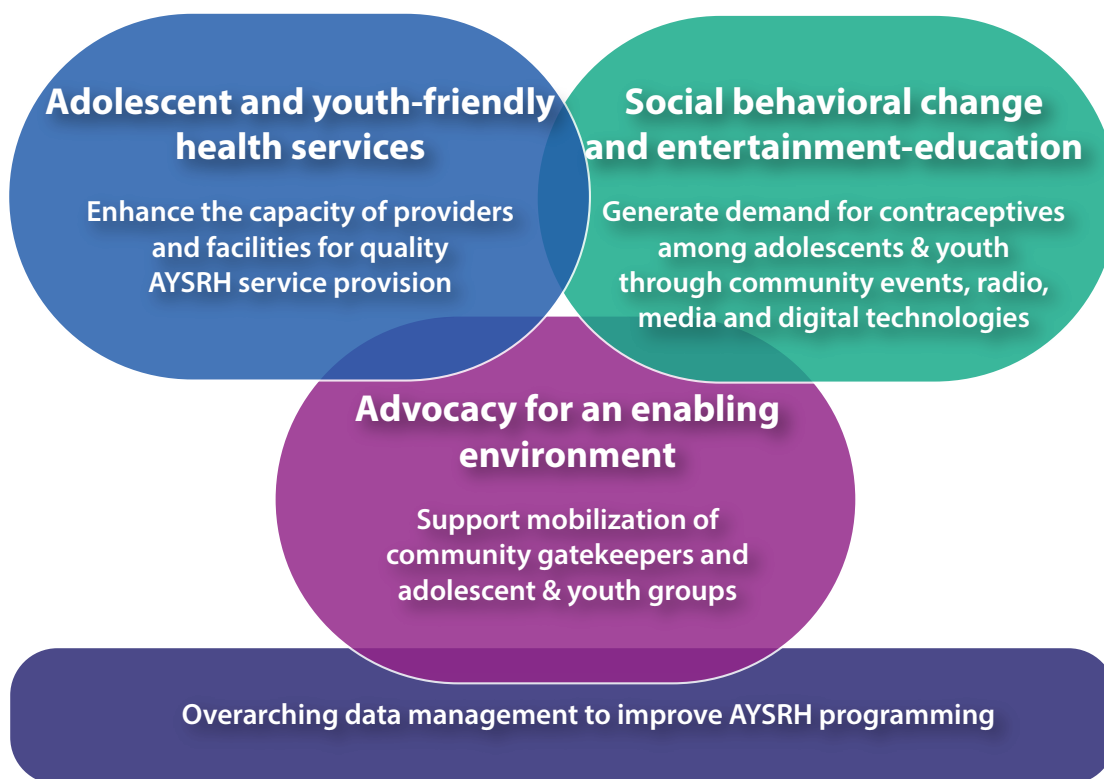 Adolescent and youth-friendly
health services
Enhance the capacity of providers
and facilities for quality
AYSRH service provision
Social behavioral change
and entertainment-education
Generate demand for contraceptives
among adolescents & youth
through community events, radio,
media and digital technologies
Advocacy for an enabling
environment
Support mobilization of
community gatekeepers and
adolescent & youth groups
Overarching data management to improve AYSRH programming